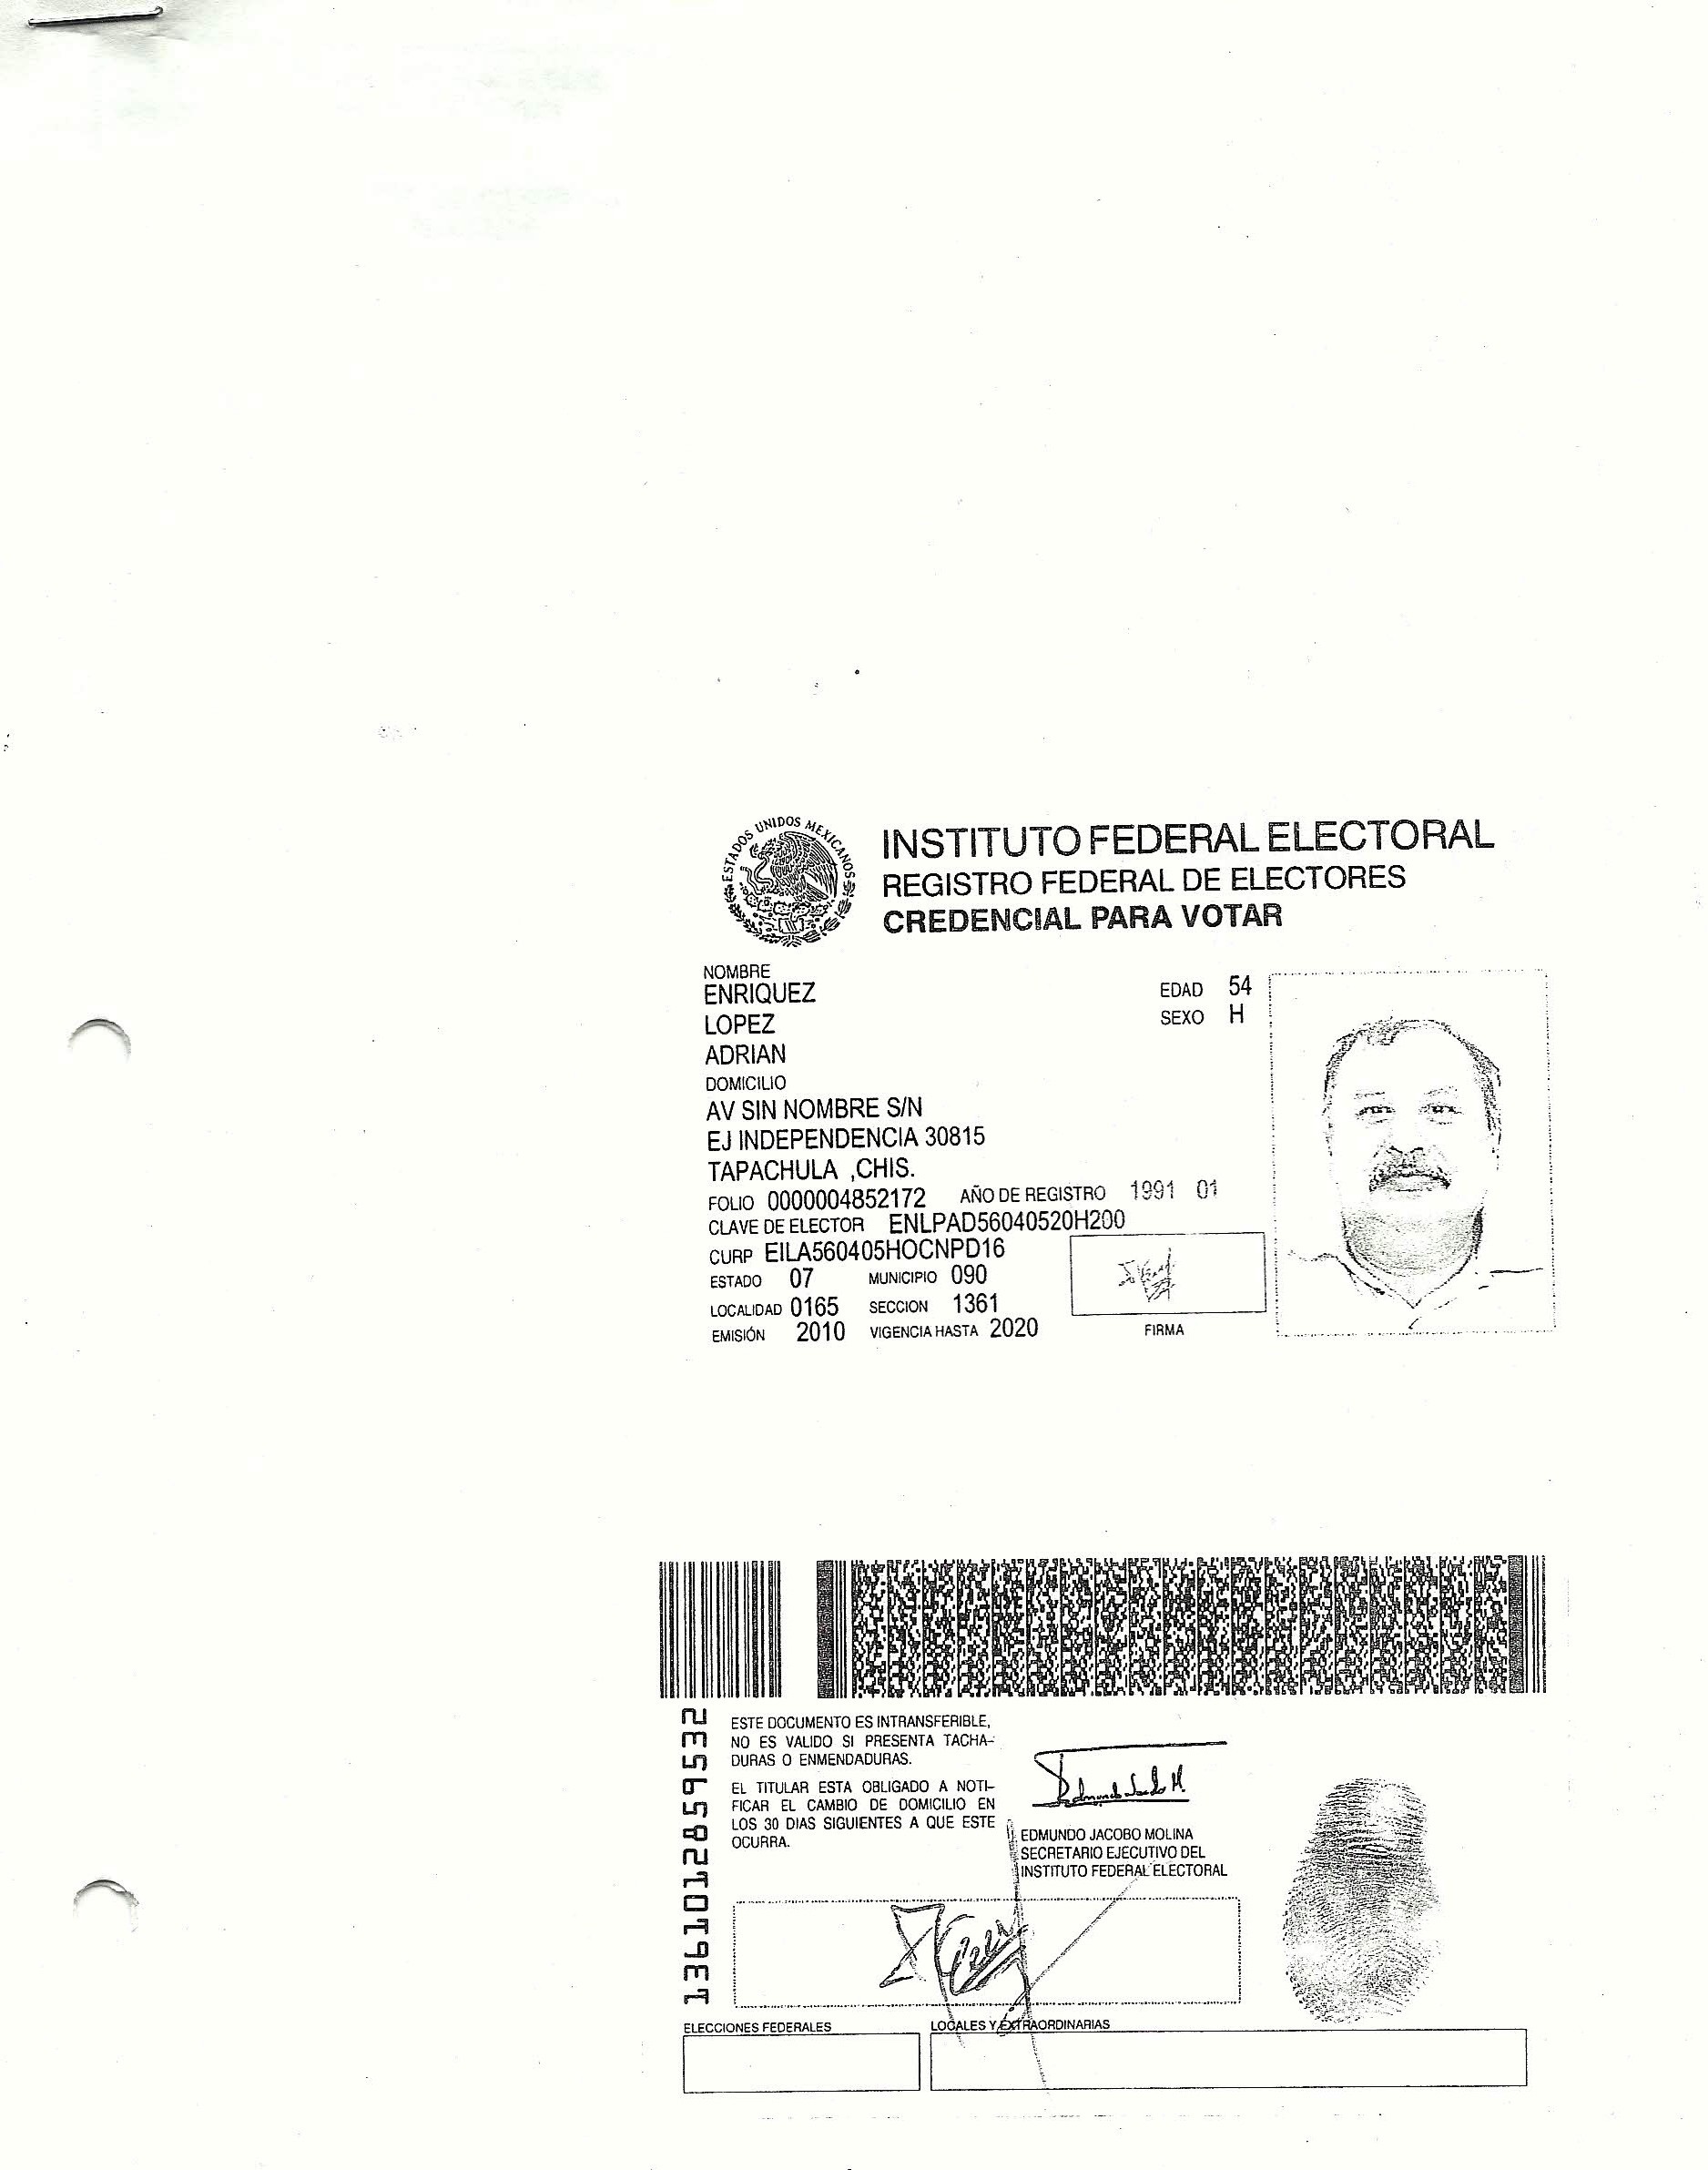 ESTADOS UNIDOS MEXICANOS
INSTITUTO FEDERAL ELECTORAL
REGISTRO FEDERAL DE ELECTORES
CREDENCIAL PARA VOTAR
NOMBRE
ENRIQUEZ
LOPEZ
ADRIAN
EDAD 54
SEXO H
DOMICILIO
AV SIN NOMBRE S/N
EJ INDEPENDENCIA 30815
TAPACHULA ,CHIS.
FOLIO 0000004852172 AÑO DE REGISTRO 1991 01
CLAVE DE ELECTOR ENLPAD56040520H200
CURP EILA560405HOCNPD16
ESTADO 07 MUNICIPIO 090
LOCALIDAD 0165 SECCION 1361
EMISIÓN 2010 VIGENCIA HASTA 2020
FIRMA
1361012859532
ESTE DOCUMENTO ES INTRANSFERIBLE,
NO ES VALIDO SI PRESENTA TACHA-
DURAS O ENMENDADURAS.
EL TITULAR ESTA OBLIGADO A NOTI-
FICAR EL CAMBIO DE DOMICILIO EN
LOS 30 DIAS SIGUIENTES A QUE ESTE
OCURRA.
EDMUNDO JACOBO MOLINA
SECRETARIO EJECUTIVO DEL
INSTITUTO FEDERAL ELECTORAL
ELECCIONES FEDERALES
LOCALES Y EXTRAORDINARIAS